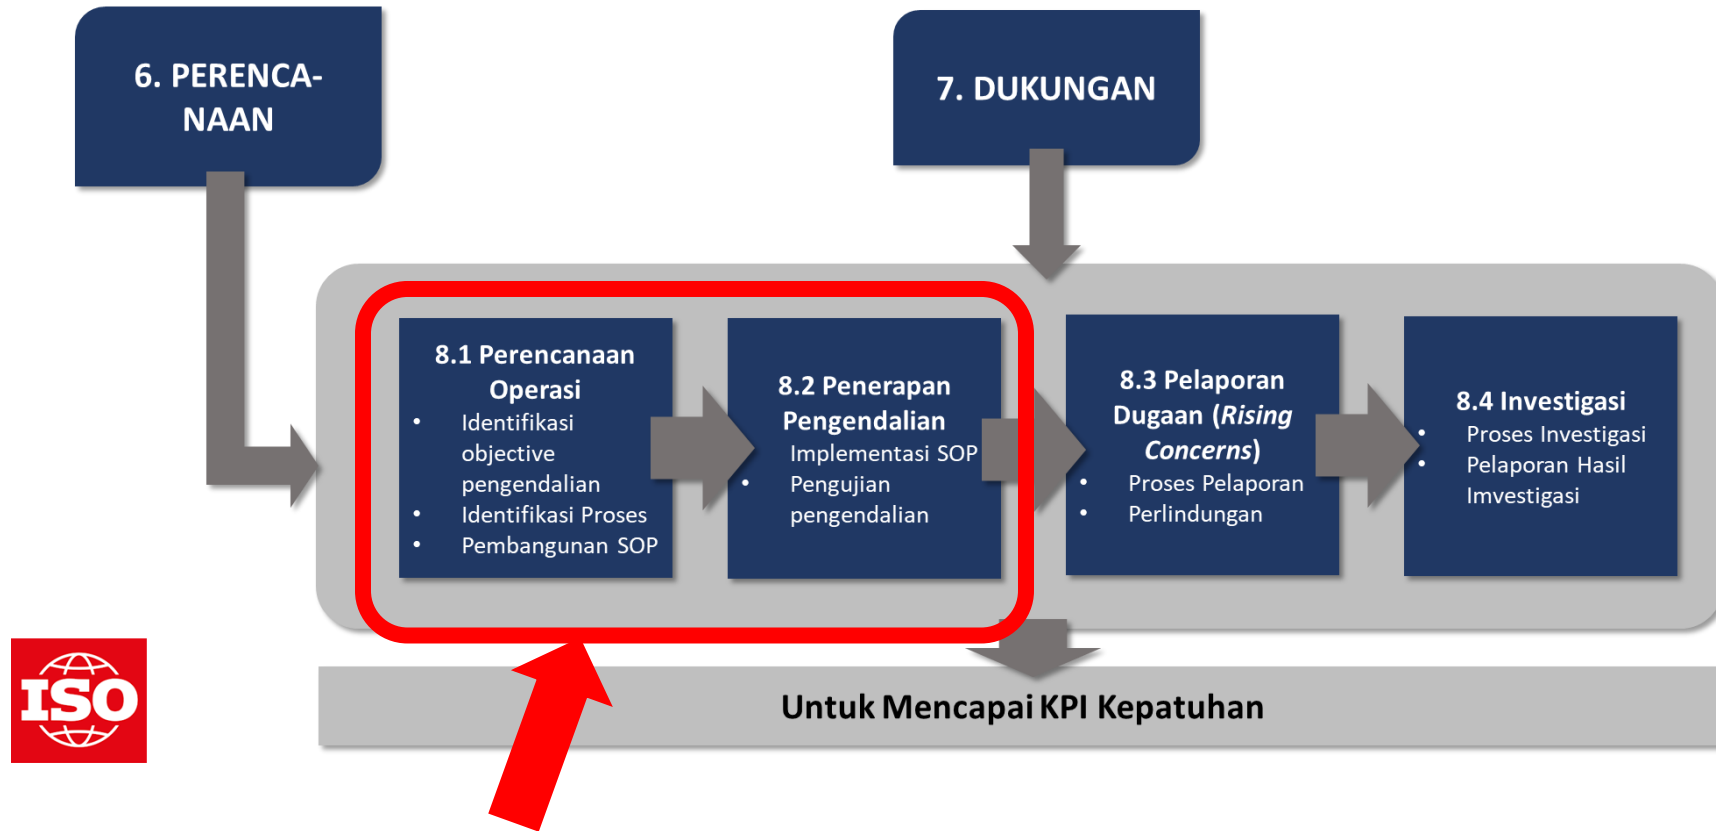 6. PERENCA-
NAAN
7. DUKUNGAN
8.1 Perencanaan
Operasi
• Identifikasi
objective
pengendalian
• Identifikasi Proses
• Pembangunan SOP
8.2 Penerapan
Pengendalian
Implementasi SOP
• Pengujian
pengendalian
8.3 Pelaporan
Dugaan (Rising
Concerns)
• Proses Pelaporan
• Perlindungan
8.4 Investigasi
• Proses Investigasi
• Pelaporan Hasil
Imvestigasi
ISO
Untuk Mencapai KPI Kepatuhan